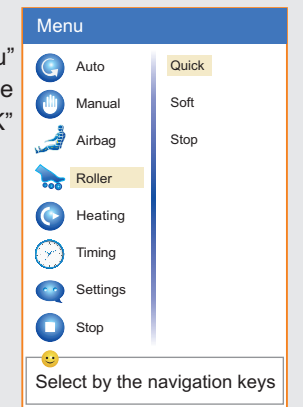 Menu
u”
e
K”
Auto
Quick
Manual
Soft
Airbag
Stop
Roller
Heating
Timing
Settings
Stop
Select by the navigation keys